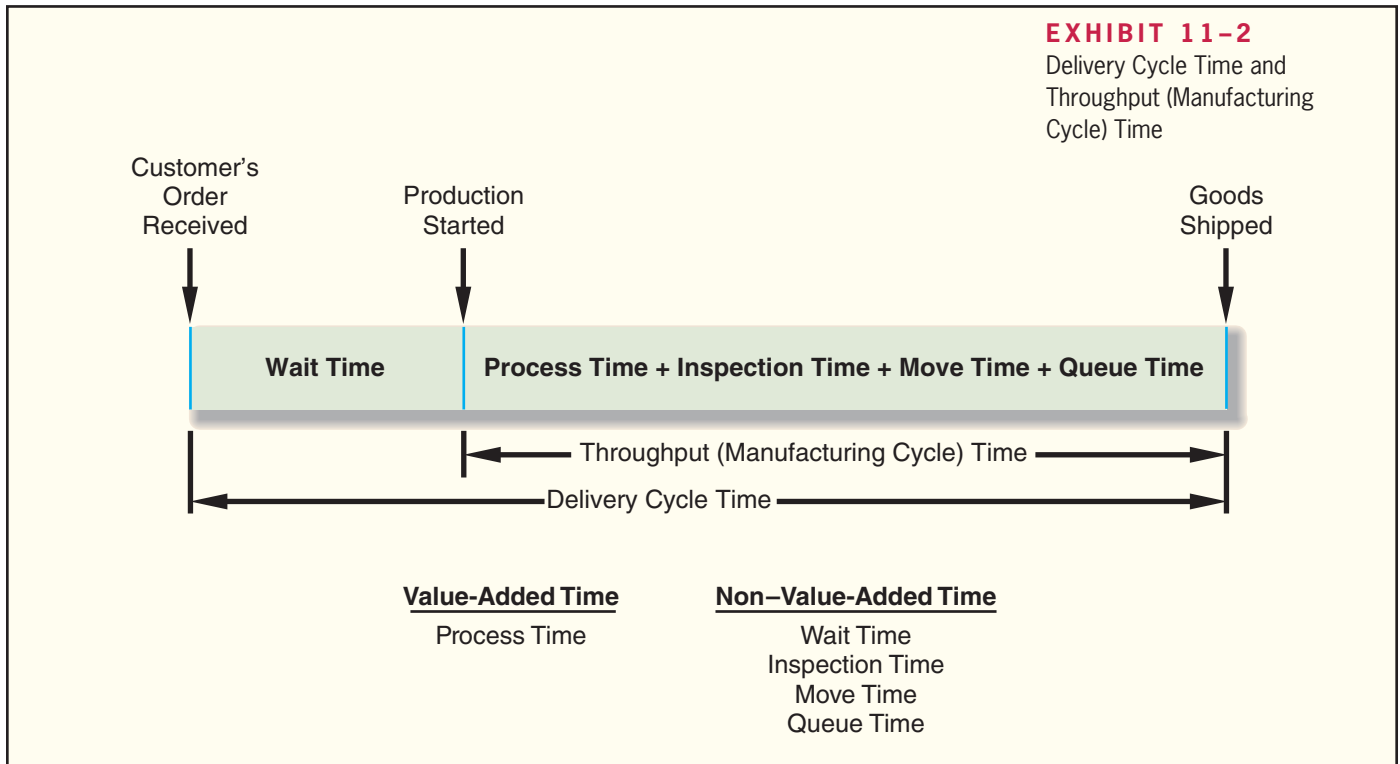 EXHIBIT 11–2
Delivery Cycle Time and
Throughput (Manufacturing
Cycle) Time
Customer's
Order
Received
Production
Started
Goods
Shipped
Wait Time
Process Time + Inspection Time + Move Time + Queue Time
Throughput (Manufacturing Cycle) Time
Delivery Cycle Time
Value-Added Time
Process Time
Non–Value-Added Time
Wait Time
Inspection Time
Move Time
Queue Time